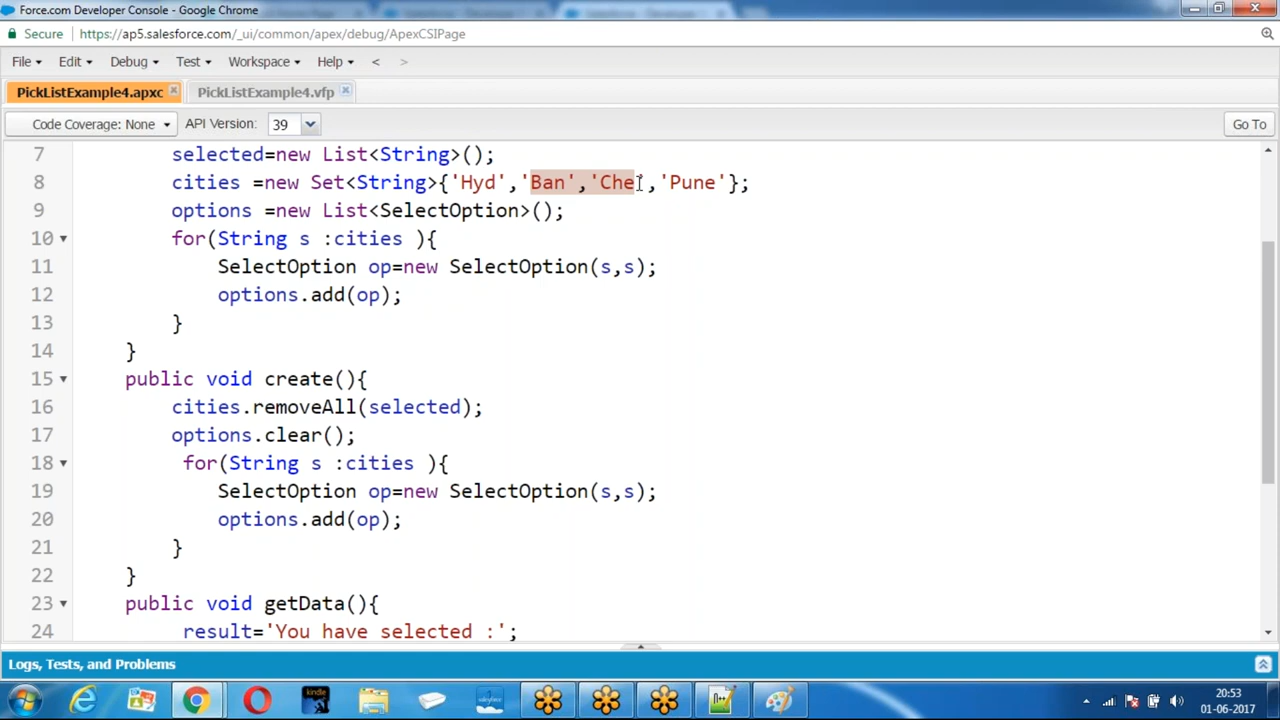 Force.com Developer Console - Google Chrome
Secure https://ap5.salesforce.com/_ui/common/apex/debug/ApexCSIPage
File Edit Debug Test Workspace Help < >
PickListExample4.apxc PickListExample4.vfp
Code Coverage: None API Version: 39 Go To
7 selected=new List<String>();
8 cities =new Set<String>{'Hyd','Ban','Che','Pune'};
9 options =new List<SelectOption>();
10 for(String s :cities ){
11 SelectOption op=new SelectOption(s,s);
12 options.add(op);
13 }
14 }
15 public void create(){
16 cities.removeAll(selected);
17 options.clear();
18 for(String s :cities ){
19 SelectOption op=new SelectOption(s,s);
20 options.add(op);
21 }
22 }
23 public void getData(){
24 result='You have selected :';
Logs, Tests, and Problems
kindle
20:53
01-06-2017